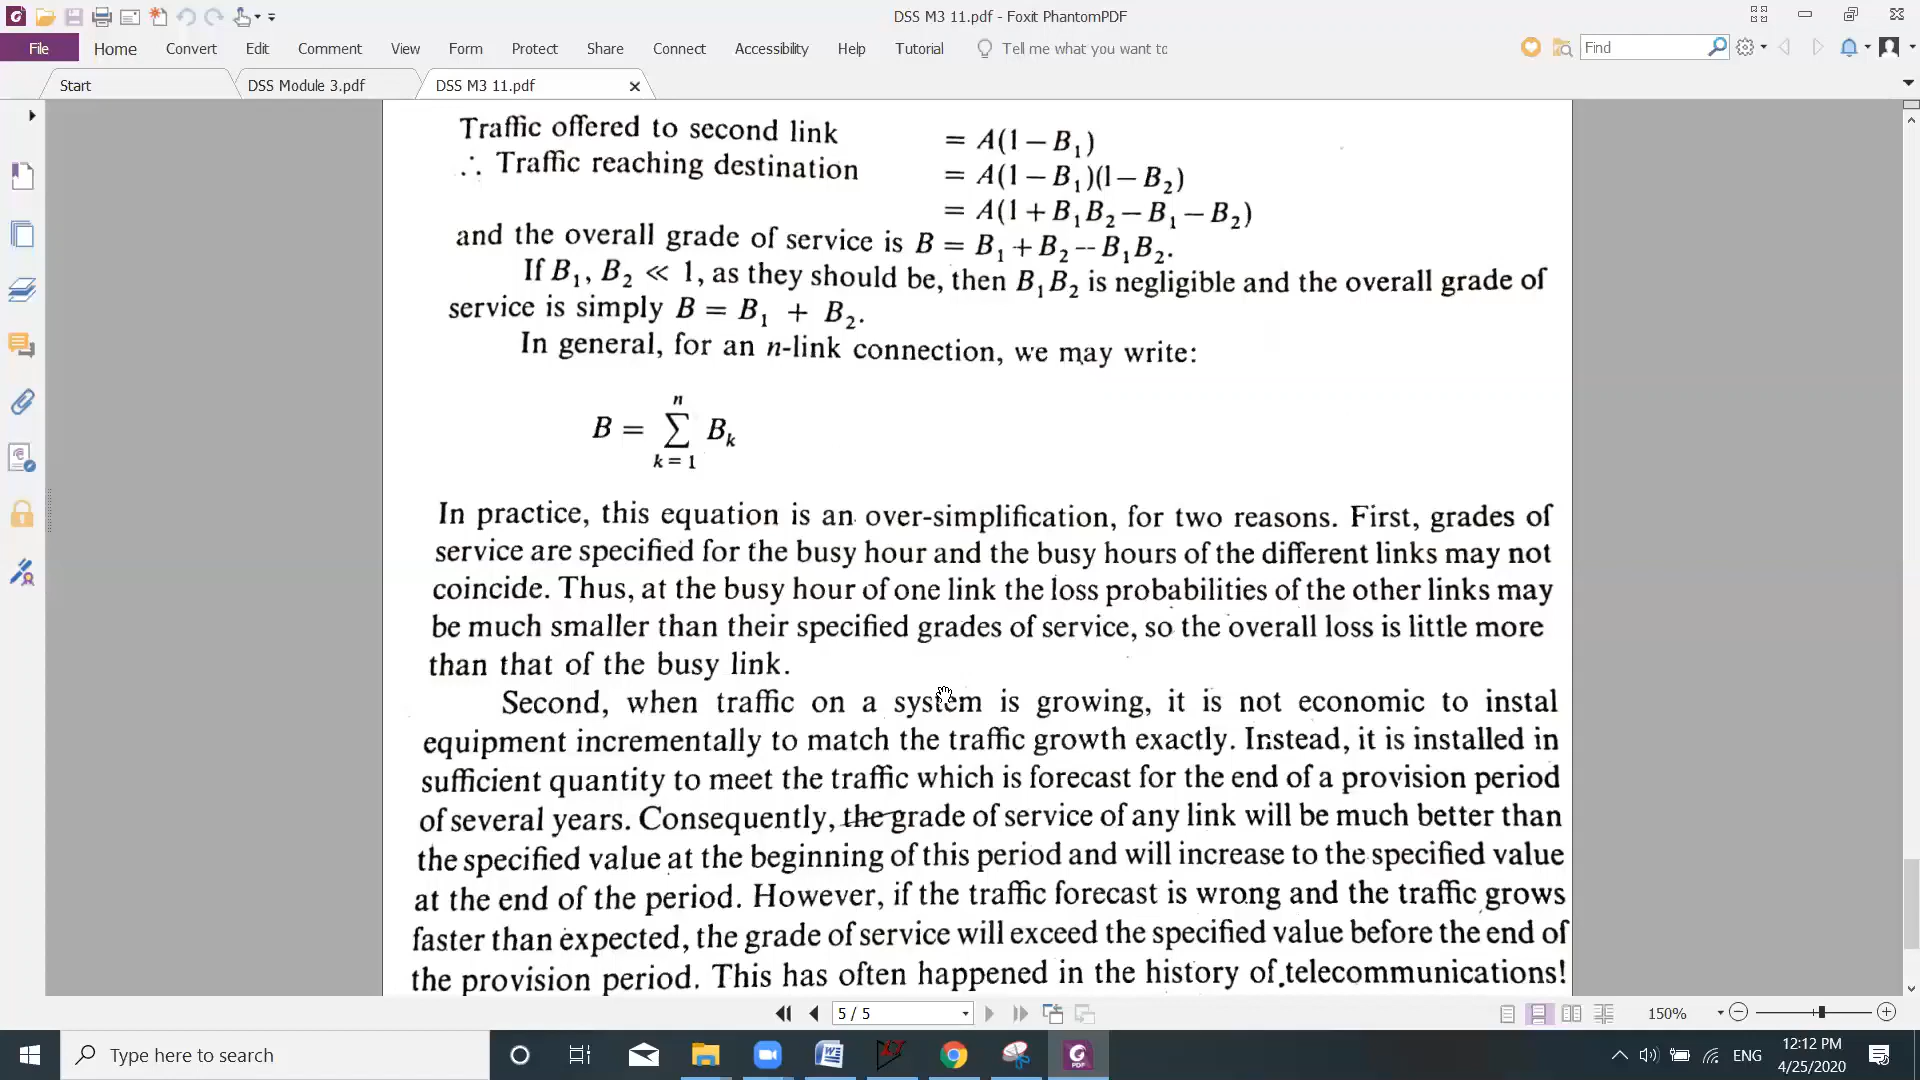 DSS M3 11.pdf - Foxit PhantomPDF
File Home Convert Edit Comment View Form Protect Share Connect Accessibility Help Tutorial Tell me what you want to Find
Start DSS Module 3.pdf DSS M3 11.pdf
Traffic offered to second link = A(1 − B₁)
∴ Traffic reaching destination = A(1 − B₁)(1 − B₂)
= A(1 + B₁B₂ − B₁ − B₂)
and the overall grade of service is B = B₁ + B₂ -- B₁B₂.
If B₁, B₂ ≪ 1, as they should be, then B₁B₂ is negligible and the overall grade of
service is simply B = B₁ + B₂.
In general, for an n-link connection, we may write:
n
B = ∑ Bₖ
k = 1
In practice, this equation is an over-simplification, for two reasons. First, grades of
service are specified for the busy hour and the busy hours of the different links may not
coincide. Thus, at the busy hour of one link the loss probabilities of the other links may
be much smaller than their specified grades of service, so the overall loss is little more
than that of the busy link.
Second, when traffic on a system is growing, it is not economic to instal
equipment incrementally to match the traffic growth exactly. Instead, it is installed in
sufficient quantity to meet the traffic which is forecast for the end of a provision period
of several years. Consequently, the grade of service of any link will be much better than
the specified value at the beginning of this period and will increase to the specified value
at the end of the period. However, if the traffic forecast is wrong and the traffic grows
faster than expected, the grade of service will exceed the specified value before the end of
the provision period. This has often happened in the history of telecommunications!
5 / 5 150%
Type here to search ENG 12:12 PM
4/25/2020